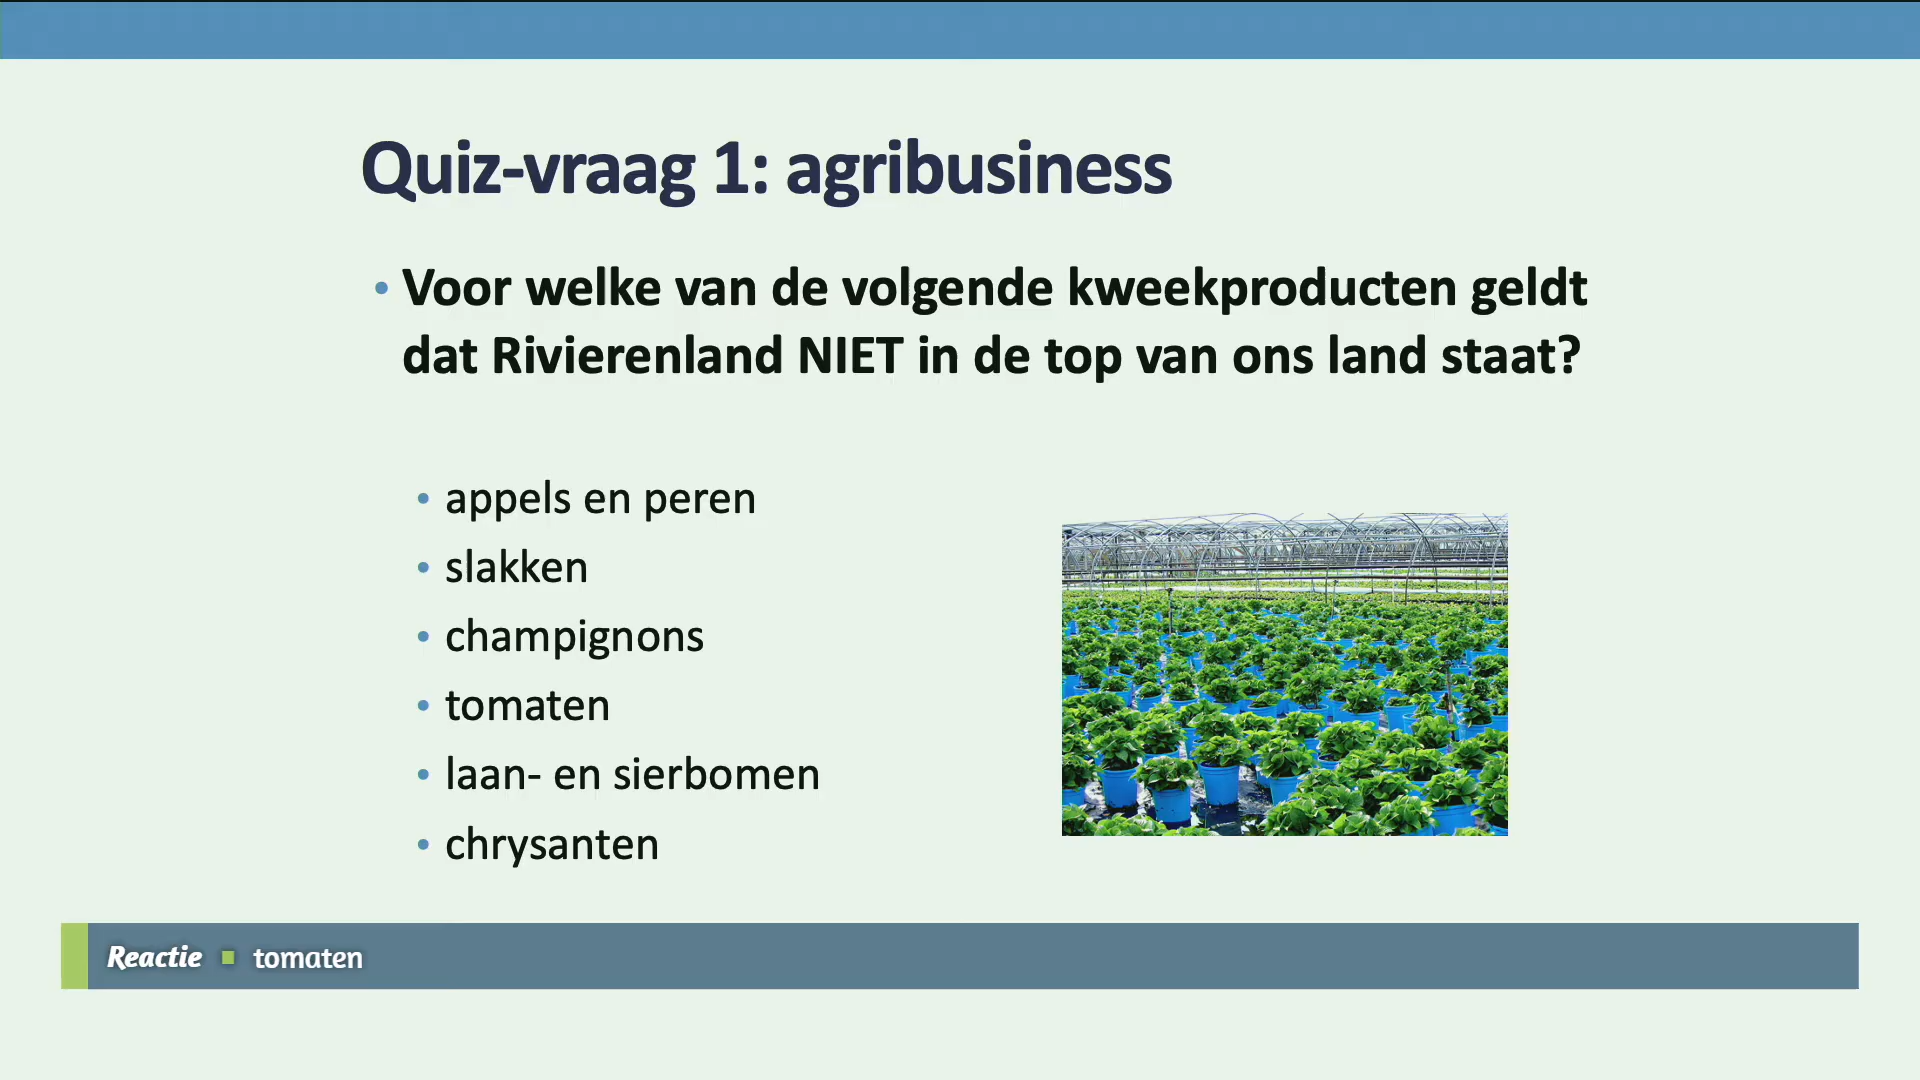 Quiz-vraag 1: agribusiness
• Voor welke van de volgende kweekproducten geldt
dat Rivierenland NIET in de top van ons land staat?
• appels en peren
• slakken
• champignons
• tomaten
• laan- en sierbomen
• chrysanten
Reactie ▪ tomaten